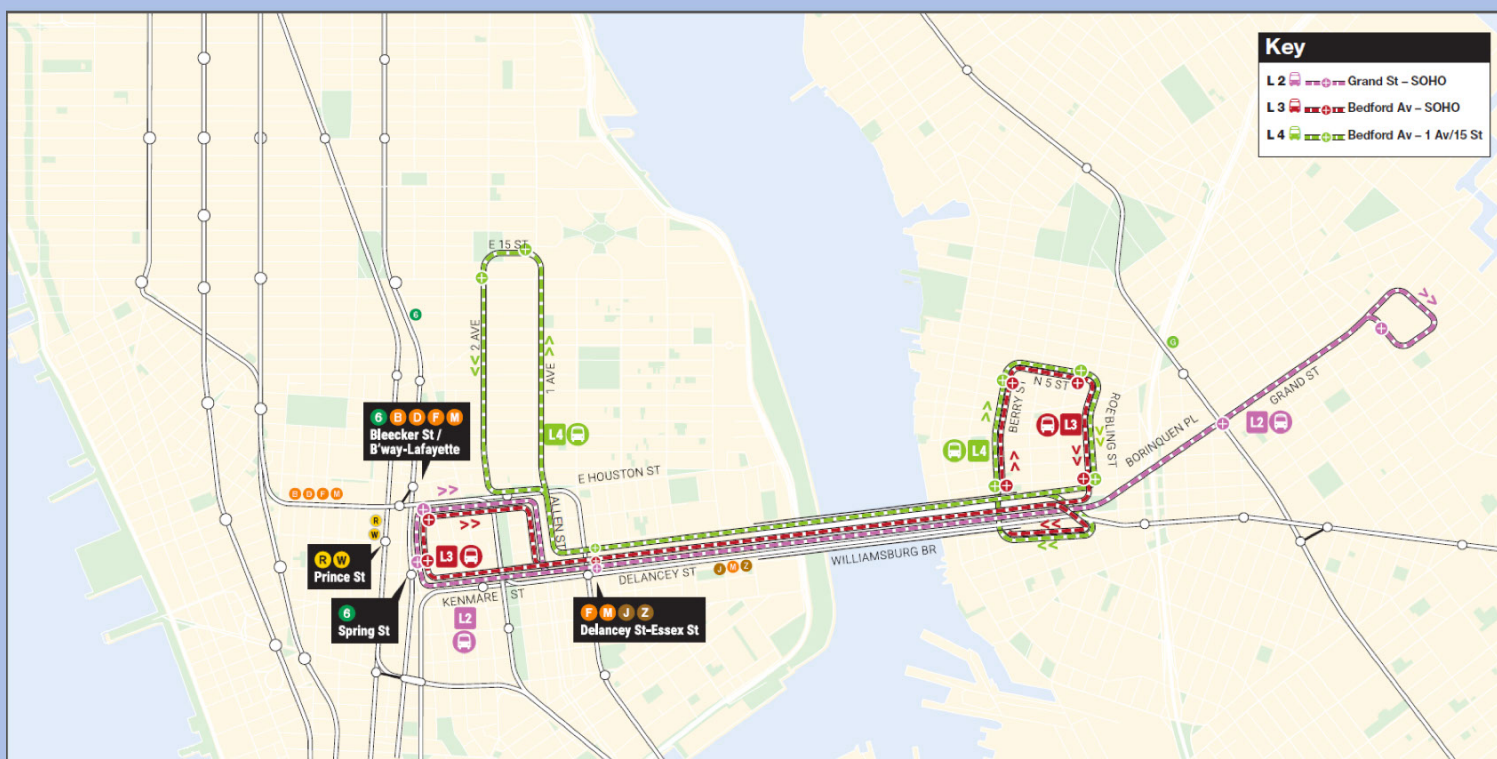 Key
L 2 Grand St – SOHO
L 3 Bedford Av – SOHO
L 4 Bedford Av – 1 Av/15 St
E 15 ST
2 AVE
<<
1 AVE
>>
6
L4
6 B D F M
Bleecker St /
B'way-Lafayette
B D F M
>>
E HOUSTON ST
ALLEN ST
R
W
R W
Prince St
>>
L3
6
Spring St
KENMARE ST
L2
DELANCEY ST
J M Z
F M J Z
Delancey St-Essex St
WILLIAMSBURG BR
N 5 ST
BERRY ST
>>
>>
L3
L4
<<
>>
ROEBLING ST
<<
<<
BORINQUEN PL
GRAND ST
L2
G
>>